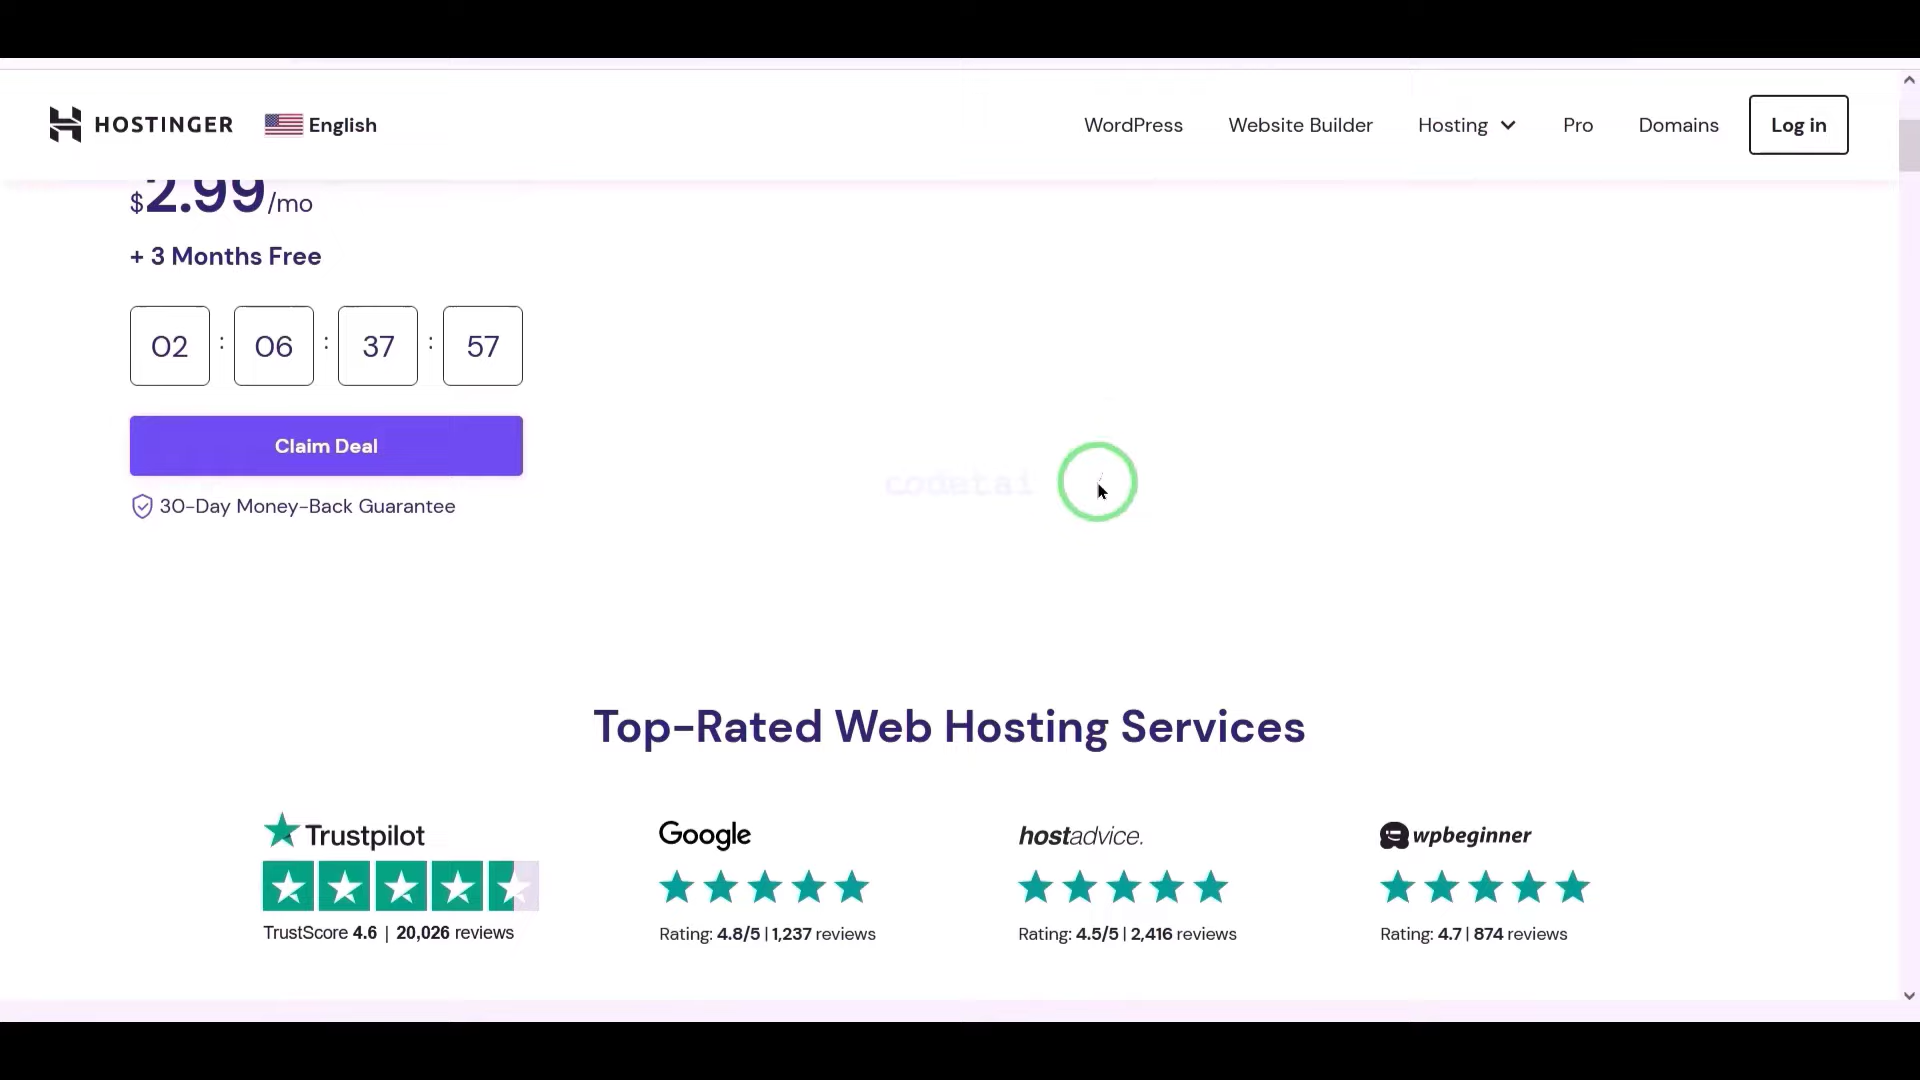 HOSTINGER English WordPress Website Builder Hosting Pro Domains Log in
$2.99/mo
+ 3 Months Free
02 : 06 : 37 : 57
Claim Deal
codetai
30-Day Money-Back Guarantee
Top-Rated Web Hosting Services
Trustpilot Google hostadvice. wpbeginner
TrustScore 4.6 | 20,026 reviews Rating: 4.8/5 | 1,237 reviews Rating: 4.5/5 | 2,416 reviews Rating: 4.7 | 874 reviews